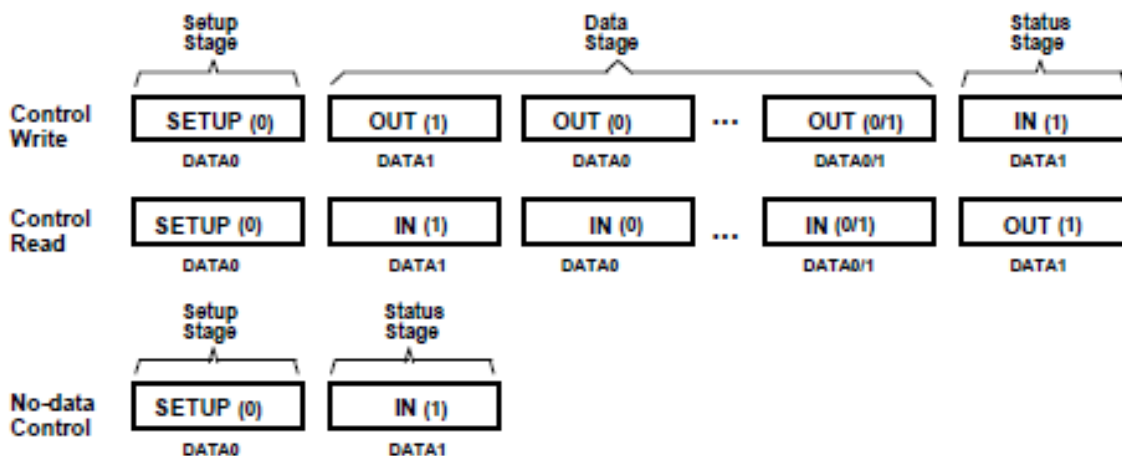 Setup
Stage
Data
Stage
Status
Stage
Control
Write
SETUP (0)
OUT (1)
OUT (0)
...
OUT (0/1)
IN (1)
DATA0
DATA1
DATA0
DATA0/1
DATA1
Control
Read
SETUP (0)
IN (1)
IN (0)
...
IN (0/1)
OUT (1)
DATA0
DATA1
DATA0
DATA0/1
DATA1
Setup
Stage
Status
Stage
No-data
Control
SETUP (0)
IN (1)
DATA0
DATA1